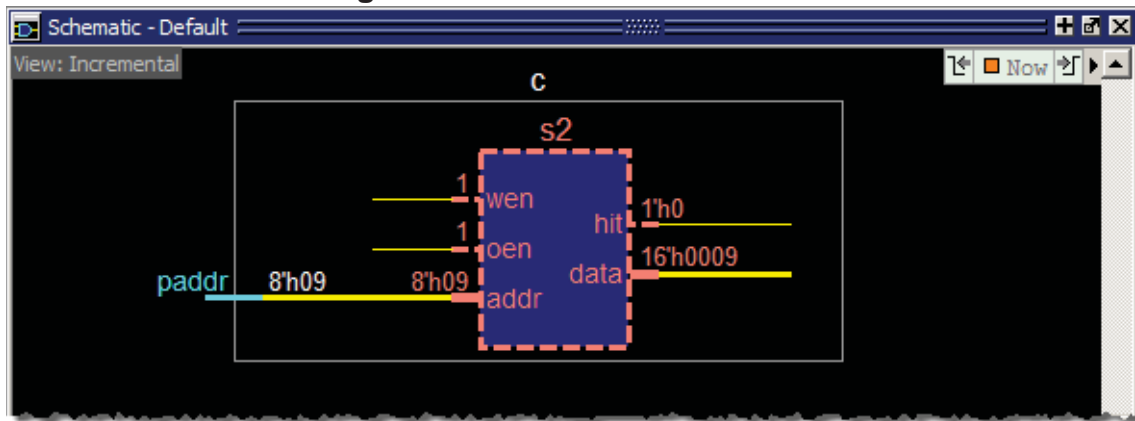 Schematic - Default
View: Incremental
Now
c
s2
1 wen
hit 1'h0
1 oen
data 16'h0009
paddr 8'h09 8'h09 addr